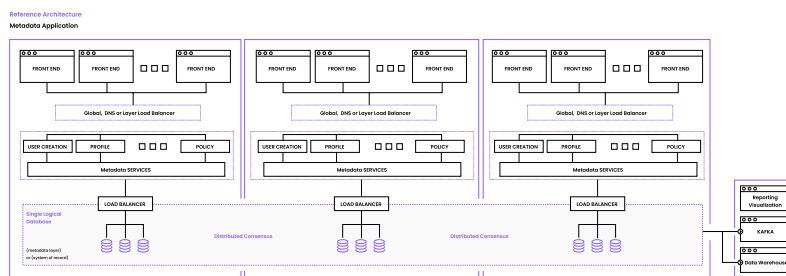 Reference Architecture
Metadata Application
FRONT END FRONT END FRONT END
FRONT END FRONT END FRONT END
FRONT END FRONT END FRONT END
Global, DNS or Layer Load Balancer
Global, DNS or Layer Load Balancer
Global, DNS or Layer Load Balancer
USER CREATION PROFILE POLICY
USER CREATION PROFILE POLICY
USER CREATION PROFILE POLICY
Metadata SERVICES
Metadata SERVICES
Metadata SERVICES
LOAD BALANCER
LOAD BALANCER
LOAD BALANCER
Single Logical
Database
Distributed Consensus
Distributed Consensus
(metadata layer)
or (system of record)
Reporting
Visualization
KAFKA
Data Warehouse